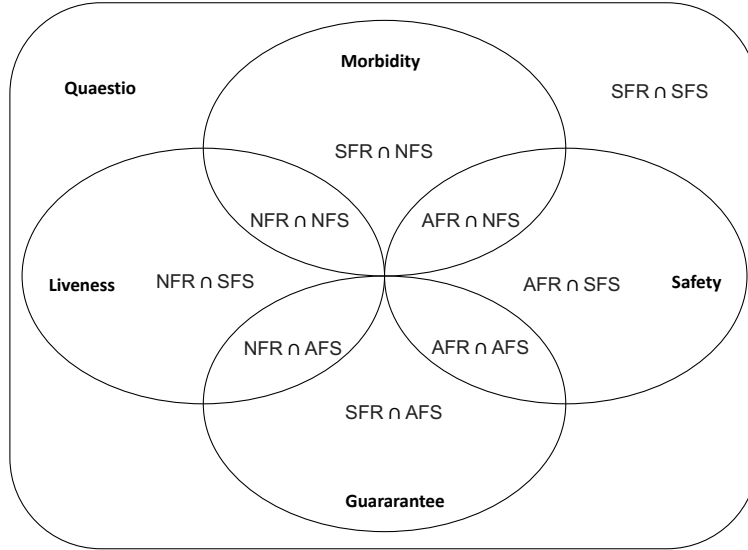 Morbidity
Quaestio
SFR ∩ SFS
SFR ∩ NFS
NFR ∩ NFS
AFR ∩ NFS
Liveness
NFR ∩ SFS
AFR ∩ SFS
Safety
NFR ∩ AFS
AFR ∩ AFS
SFR ∩ AFS
Guararantee